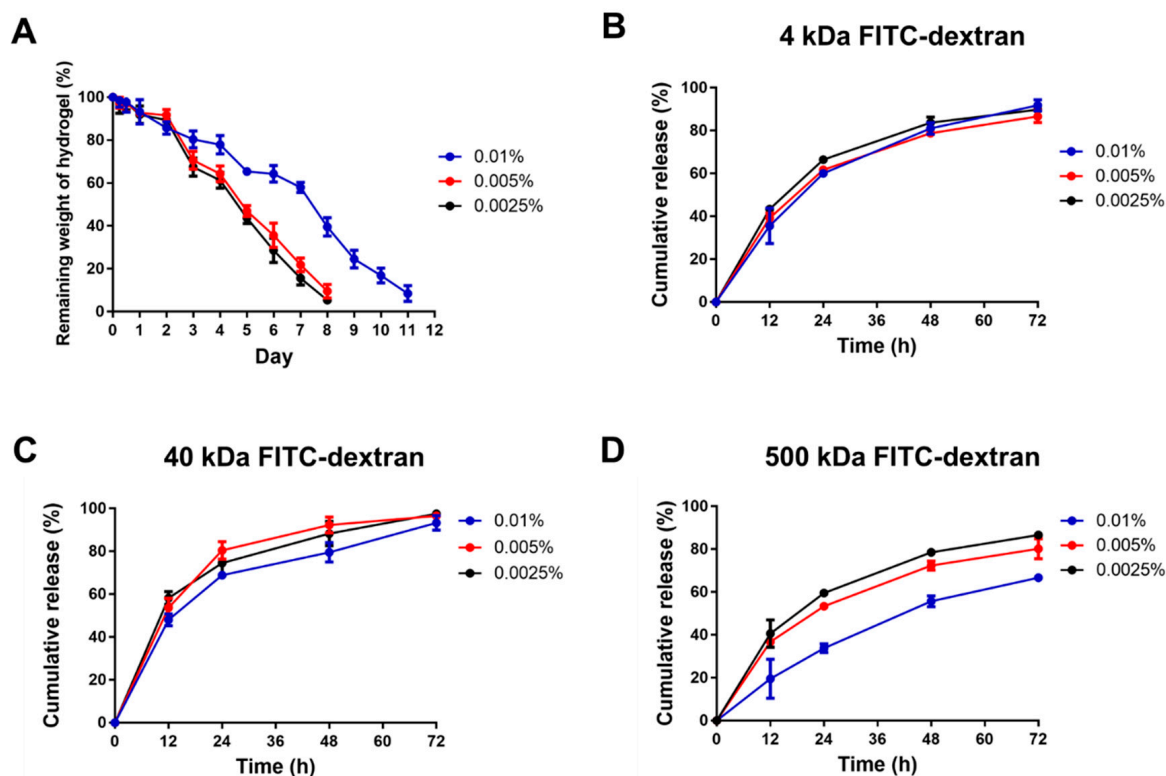 A
Remaining weight of hydrogel (%)
100
80
60
40
20
0
0 1 2 3 4 5 6 7 8 9 10 11 12
Day
0.01%
0.005%
0.0025%
B
4 kDa FITC-dextran
Cumulative release (%)
100
80
60
40
20
0
0 12 24 36 48 60 72
Time (h)
0.01%
0.005%
0.0025%
C
40 kDa FITC-dextran
Cumulative release (%)
100
80
60
40
20
0
0 12 24 36 48 60 72
Time (h)
0.01%
0.005%
0.0025%
D
500 kDa FITC-dextran
Cumulative release (%)
100
80
60
40
20
0
0 12 24 36 48 60 72
Time (h)
0.01%
0.005%
0.0025%